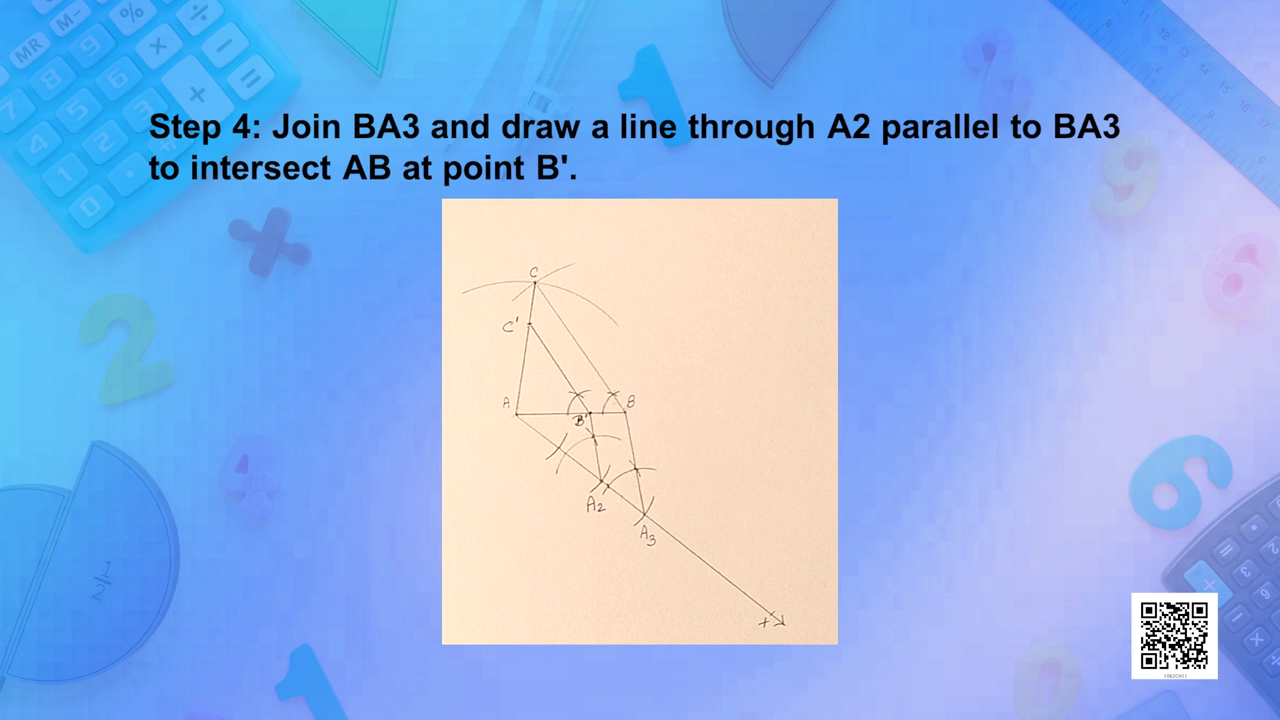 Step 4: Join BA3 and draw a line through A2 parallel to BA3
to intersect AB at point B'.
C
C'
A
B
B'
A2
A3
x